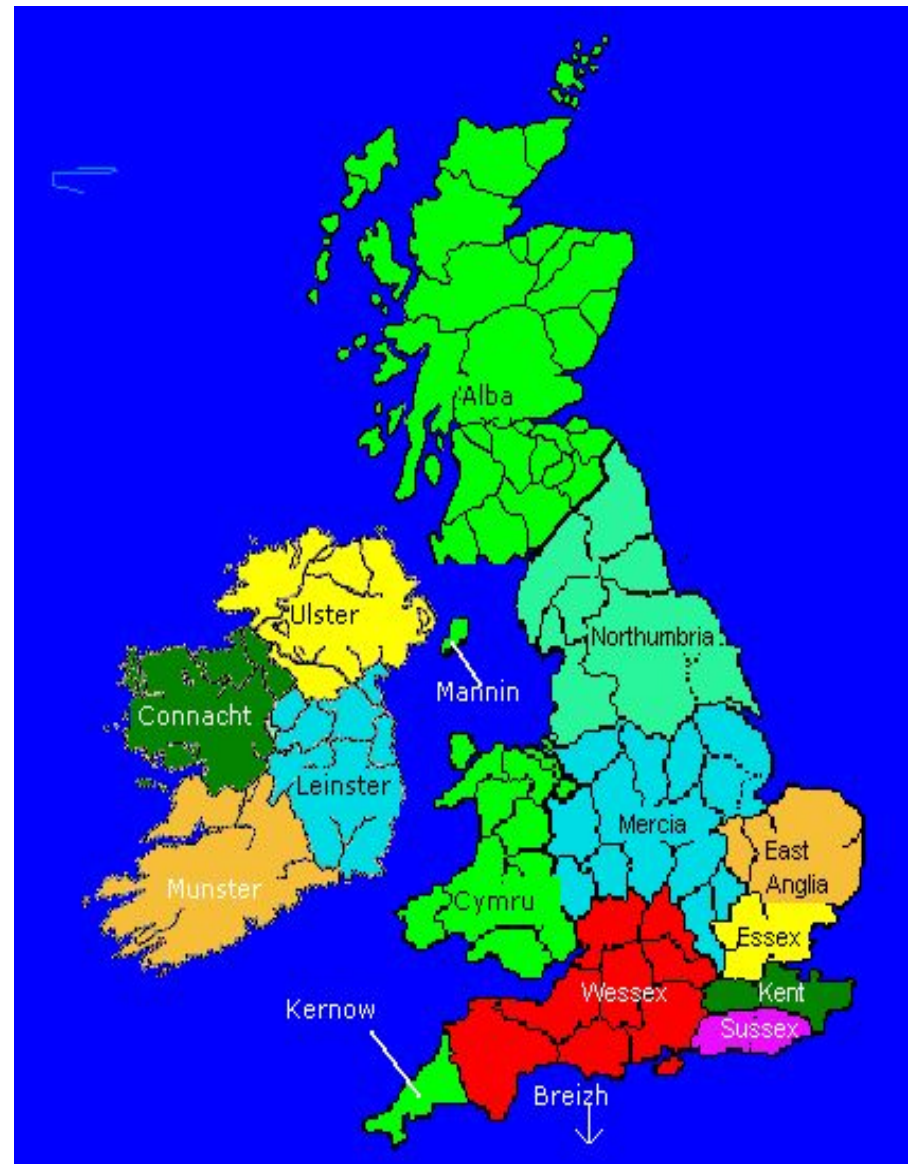 Alba
Ulster
Northumbria
Mannin
Connacht
Leinster
Mercia
East
Anglia
Munster
Cymru
Essex
Wessex
Kent
Kernow
Sussex
Breizh